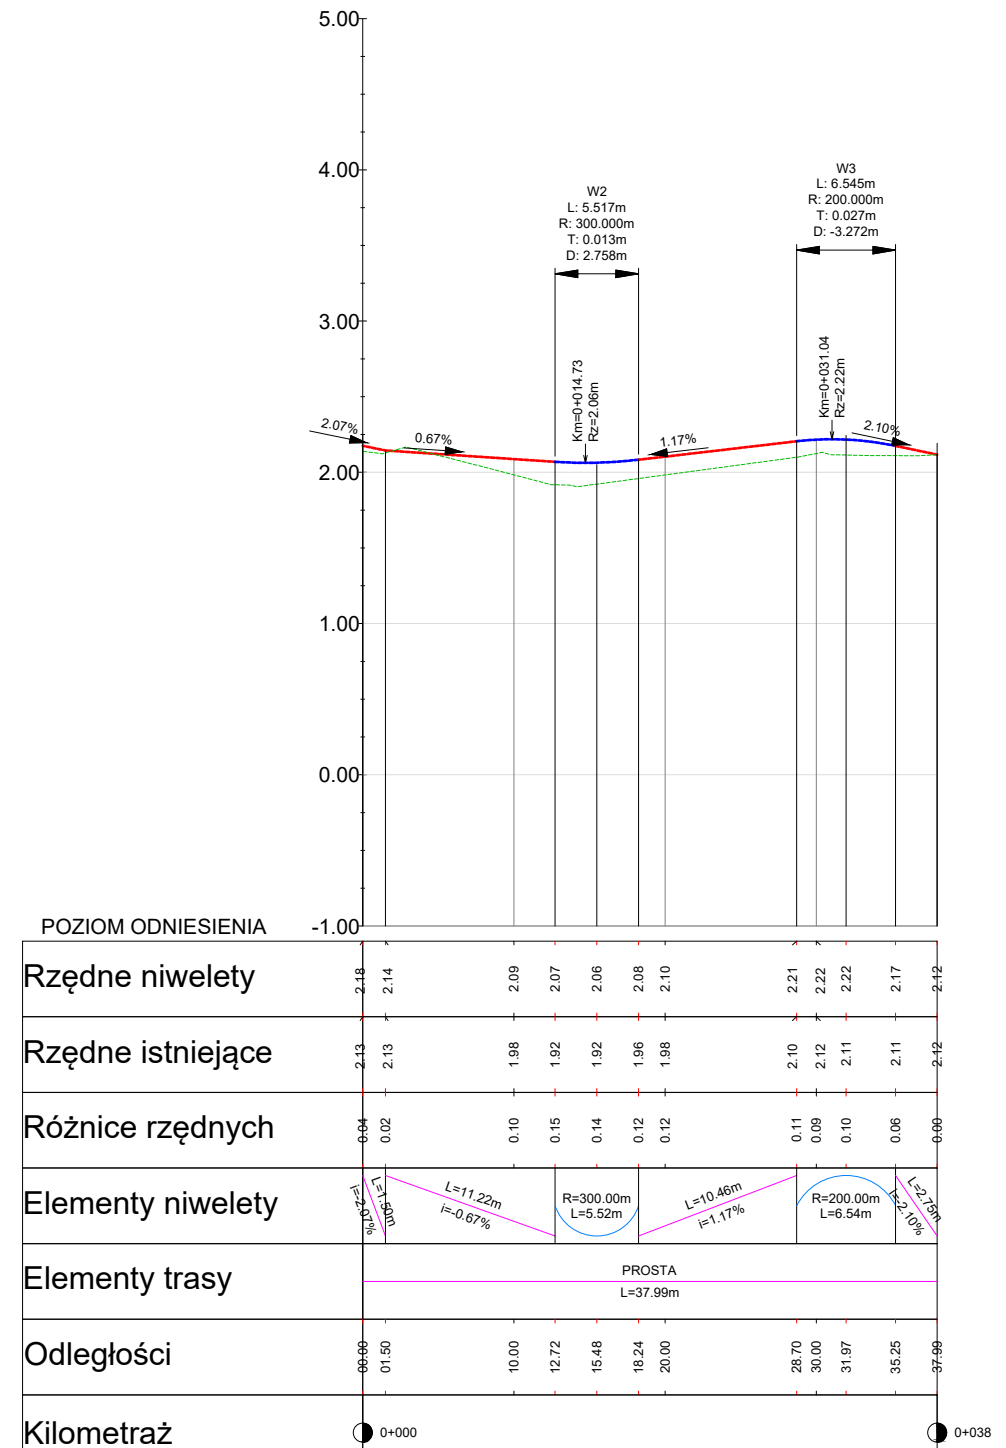 5.00
4.00
3.00
2.00
1.00
0.00
-1.00
W2
L: 5.517m
R: 300.000m
T: 0.013m
D: 2.758m
W3
L: 6.545m
R: 200.000m
T: 0.027m
D: -3.272m
Km=0+014.73
Rz=2.06m
Km=0+031.04
Rz=2.22m
2.07%
0.67%
1.17%
2.10%
POZIOM ODNIESIENIA
Rzędne niwelety
2.18 2.14 2.09 2.07 2.06 2.08 2.10 2.21 2.22 2.22 2.17 2.12
Rzędne istniejące
2.13 2.13 1.98 1.92 1.92 1.96 1.98 2.10 2.12 2.11 2.11 2.12
Różnice rzędnych
0.04 0.02 0.10 0.15 0.14 0.12 0.12 0.11 0.09 0.10 0.06 0.00
Elementy niwelety
L=1.50m
i=-2.07%
L=11.22m
i=-0.67%
R=300.00m
L=5.52m
L=10.46m
i=1.17%
R=200.00m
L=6.54m
L=2.75m
i=-2.10%
Elementy trasy
PROSTA
L=37.99m
Odległości
00.00 01.50 10.00 12.72 15.48 18.24 20.00 28.70 30.00 31.97 35.25 37.99
Kilometraż
0+000
0+038